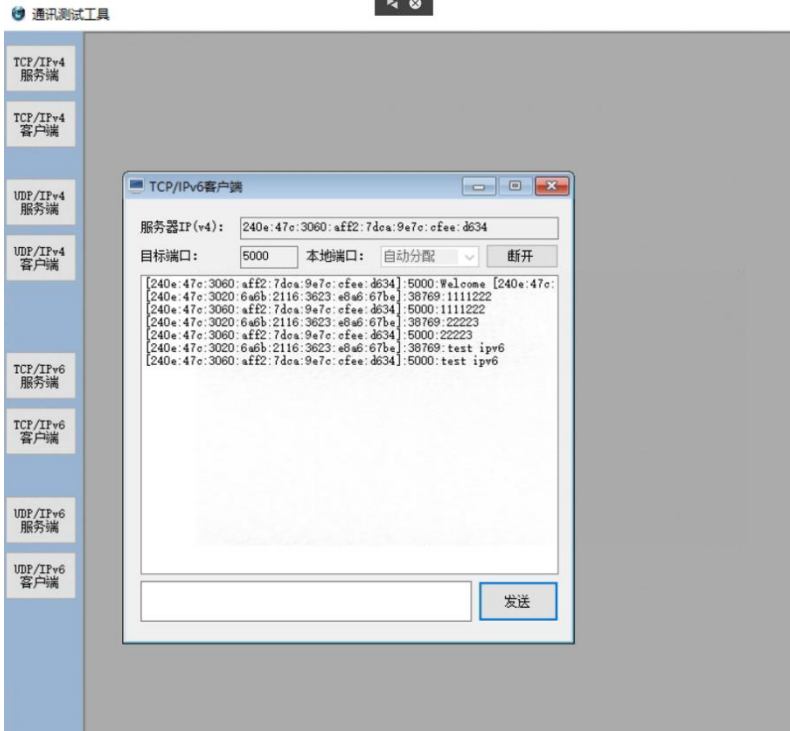 通讯测试工具
TCP/IPv4
服务端
TCP/IPv4
客户端
UDP/IPv4
服务端
UDP/IPv4
客户端
TCP/IPv6
服务端
TCP/IPv6
客户端
UDP/IPv6
服务端
UDP/IPv6
客户端
TCP/IPv6客户端
服务器IP(v4): 240e:47c:3060:aff2:7dca:9e7c:cfee:d634
目标端口: 5000 本地端口: 自动分配 断开
[240e:47c:3060:aff2:7dca:9e7c:cfee:d634]:5000:Welcome [240e:47c:
[240e:47c:3020:6a6b:2116:3623:e8a6:67be]:38769:1111222
[240e:47c:3060:aff2:7dca:9e7c:cfee:d634]:5000:1111222
[240e:47c:3020:6a6b:2116:3623:e8a6:67be]:38769:22223
[240e:47c:3060:aff2:7dca:9e7c:cfee:d634]:5000:22223
[240e:47c:3020:6a6b:2116:3623:e8a6:67be]:38769:test ipv6
[240e:47c:3060:aff2:7dca:9e7c:cfee:d634]:5000:test ipv6
发送